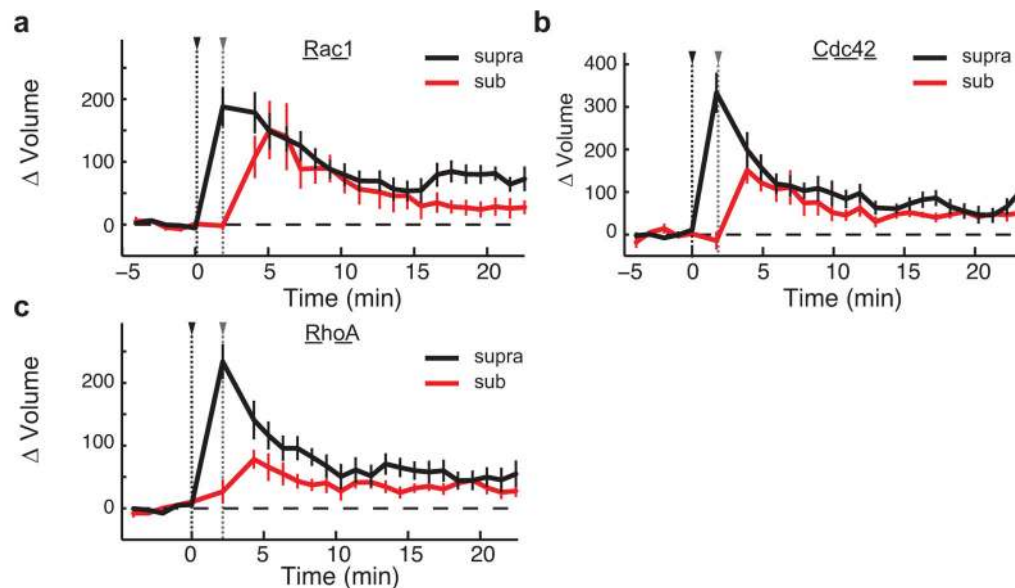 a
Rac1
supra
sub
Δ Volume
200
100
0
−5 0 5 10 15 20
Time (min)
b
Cdc42
supra
sub
Δ Volume
400
300
200
100
0
−5 0 5 10 15 20
Time (min)
c
RhoA
supra
sub
Δ Volume
200
100
0
0 5 10 15 20
Time (min)